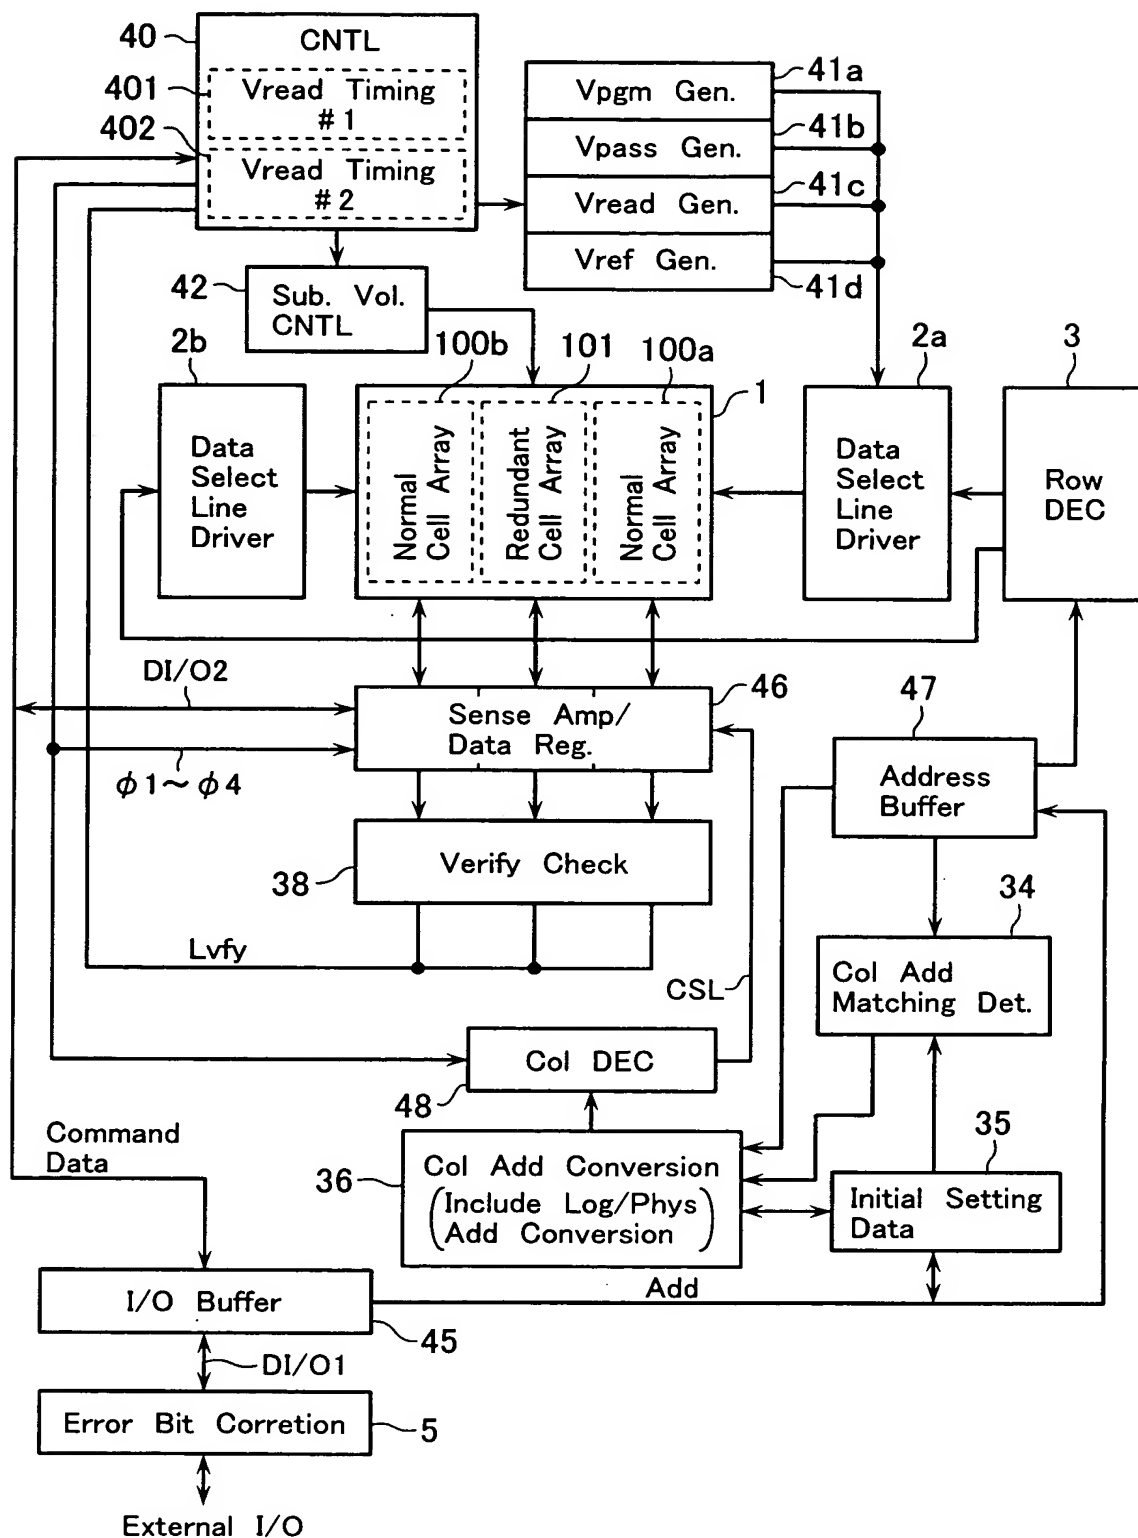 40
CNTL
401
Vread Timing
#1
402
Vread Timing
#2
41a
Vpgm Gen.
41b
Vpass Gen.
41c
Vread Gen.
Vref Gen.
41d
42
Sub. Vol.
CNTL
2b
100b
101
100a
1
2a
3
Data
Select
Line
Driver
Normal
Cell Array
Redundant
Cell Array
Normal
Cell Array
Data
Select
Line
Driver
Row
DEC
DI/O2
46
Sense Amp/
Data Reg.
ϕ1～ϕ4
47
Address
Buffer
38
Verify Check
Lvfy
CSL
34
Col Add
Matching Det.
Col DEC
48
Command
Data
36
Col Add Conversion
(Include Log/Phys
Add Conversion)
35
Initial Setting
Data
I/O Buffer
45
Add
DI/O1
Error Bit Corretion
5
External I/O